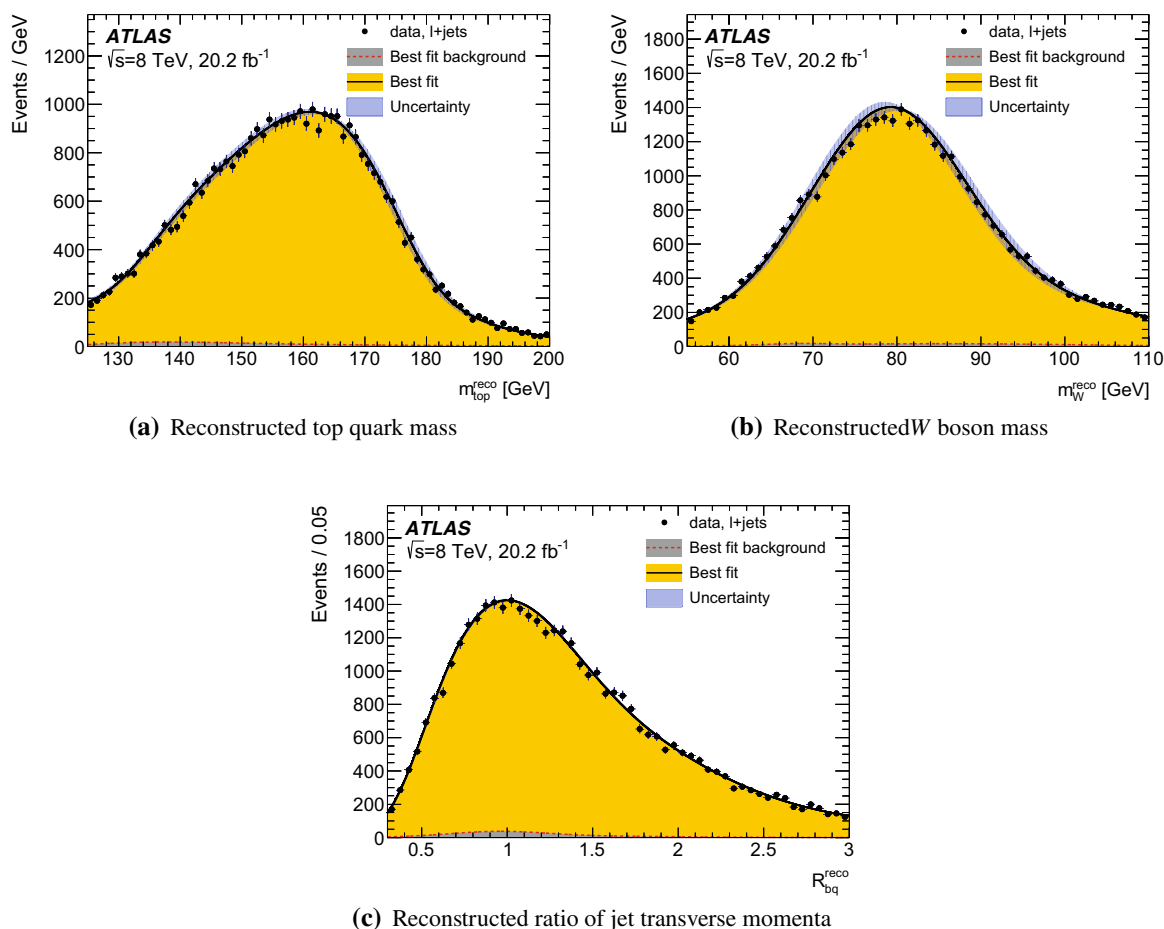 ATLAS
√s=8 TeV, 20.2 fb⁻¹
data, l+jets
Best fit background
Best fit
Uncertainty
Events / GeV
1200
1000
800
600
400
200
0
130 140 150 160 170 180 190 200
m_top^reco [GeV]
(a) Reconstructed top quark mass
ATLAS
√s=8 TeV, 20.2 fb⁻¹
data, l+jets
Best fit background
Best fit
Uncertainty
Events / GeV
1800
1600
1400
1200
1000
800
600
400
200
0
60 70 80 90 100 110
m_W^reco [GeV]
(b) ReconstructedW boson mass
ATLAS
√s=8 TeV, 20.2 fb⁻¹
data, l+jets
Best fit background
Best fit
Uncertainty
Events / 0.05
1800
1600
1400
1200
1000
800
600
400
200
0
0.5 1 1.5 2 2.5 3
R_bq^reco
(c) Reconstructed ratio of jet transverse momenta